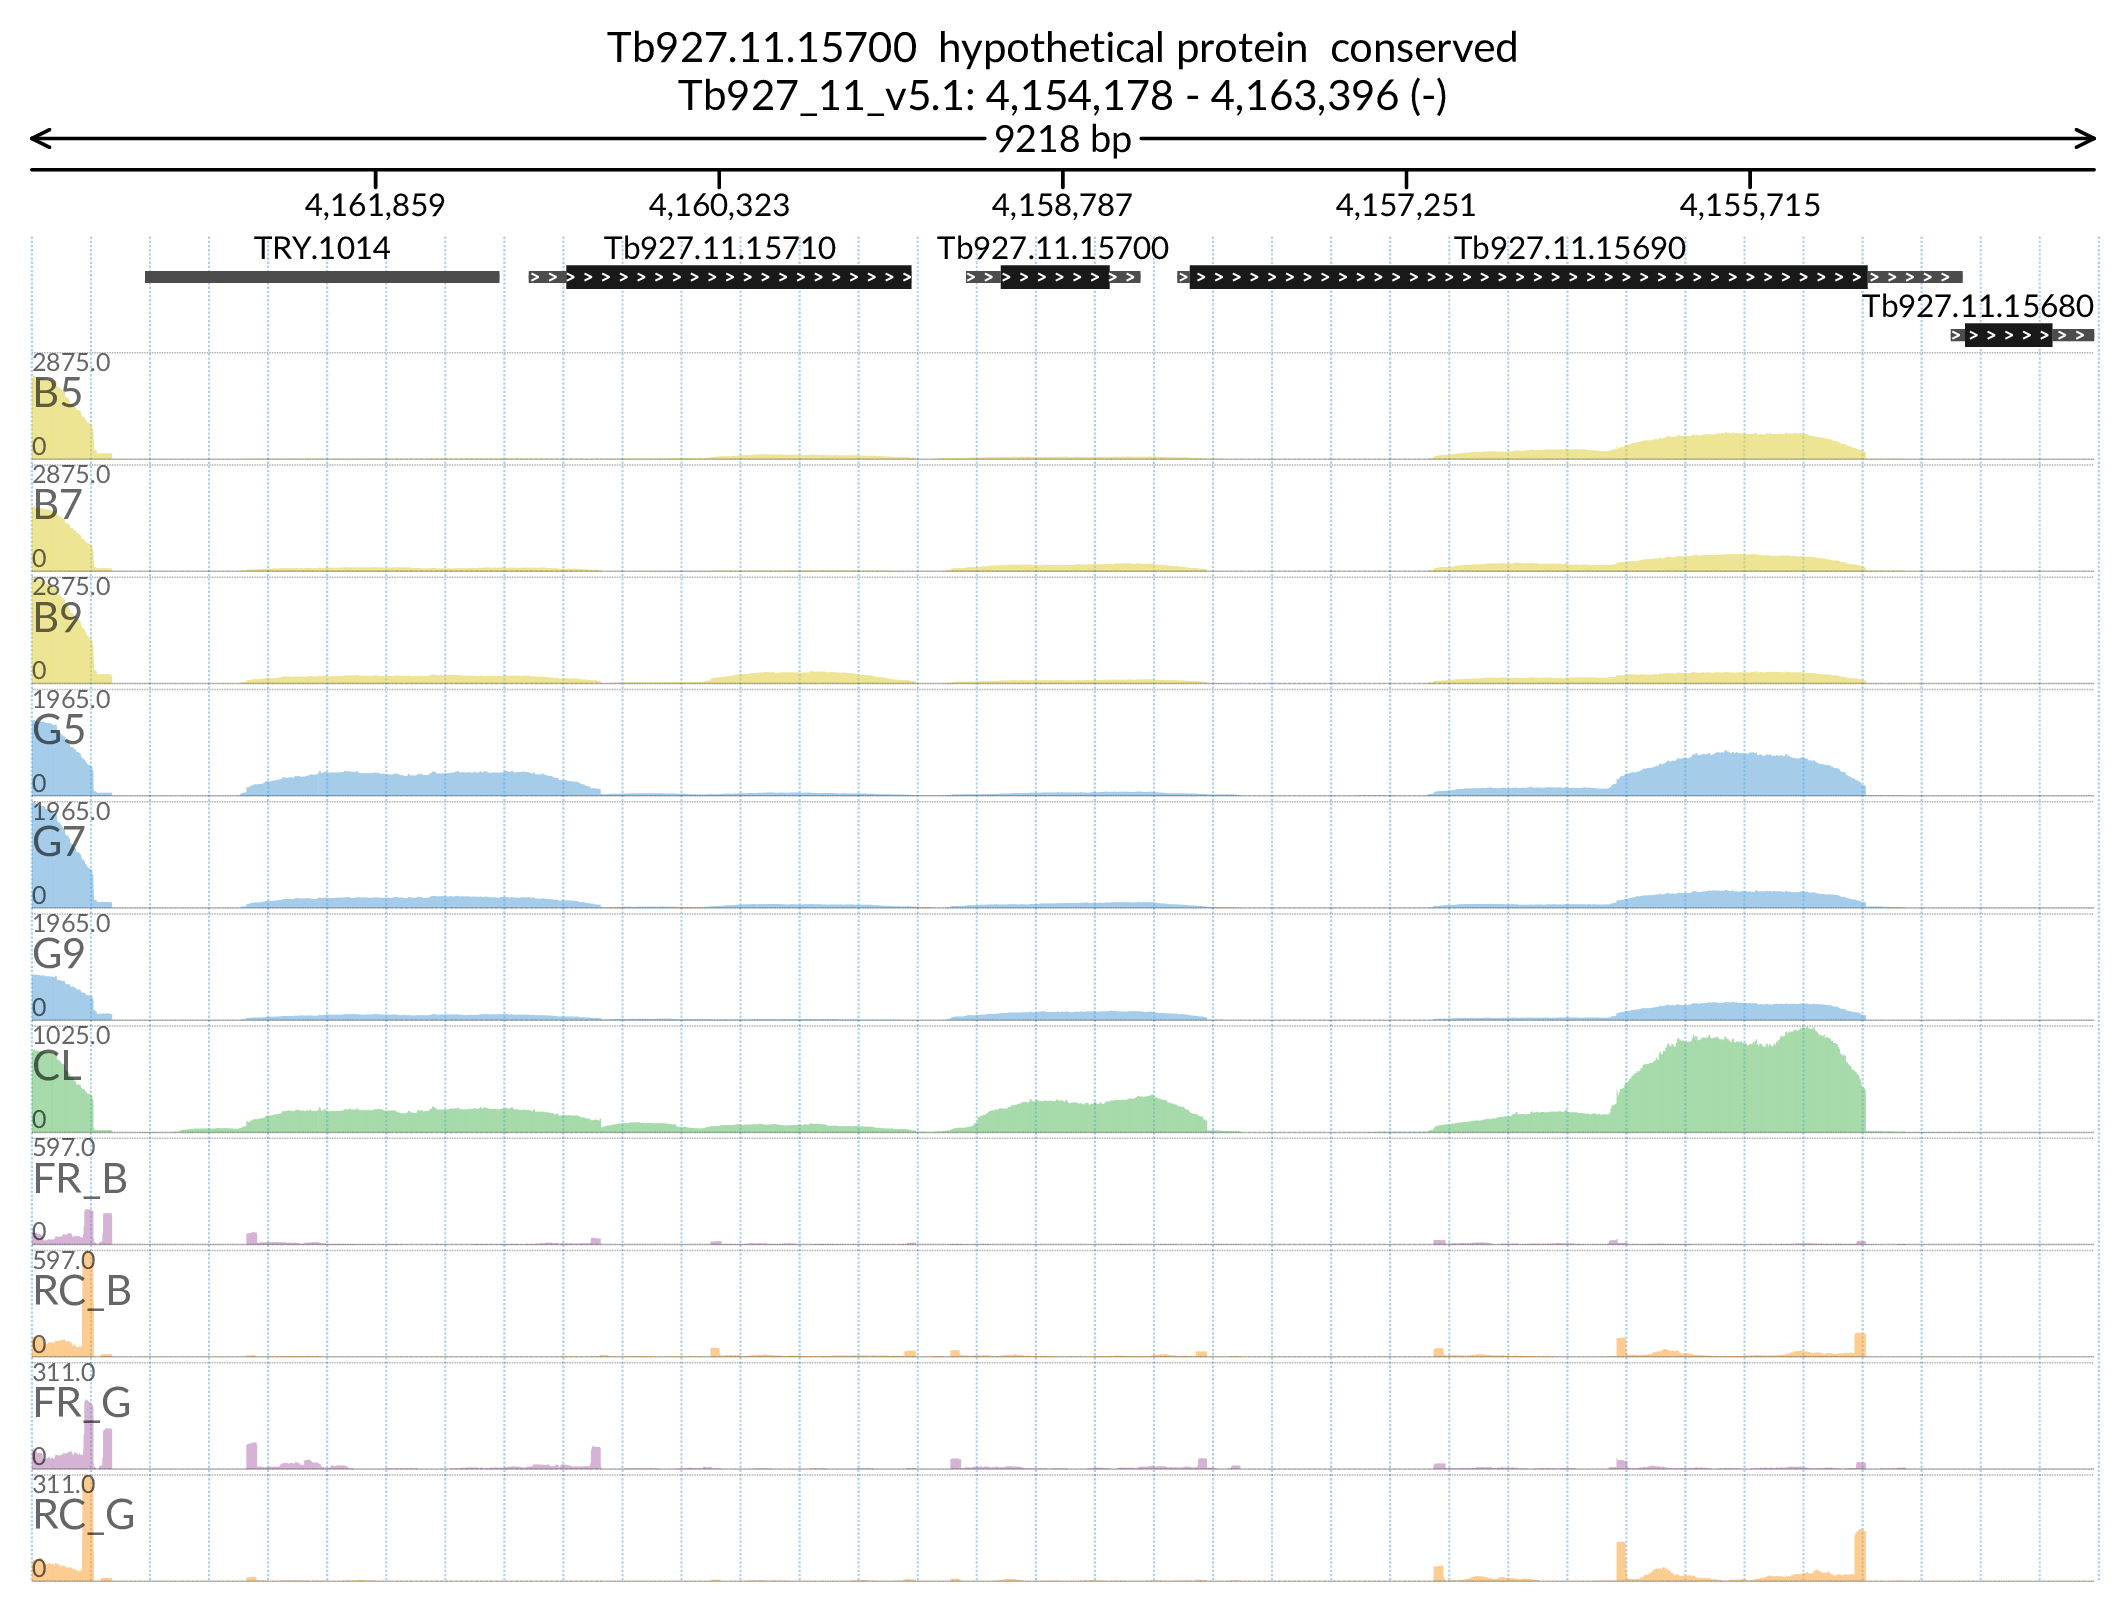 Tb927.11.15700  hypothetical protein  conserved
Tb927_11_v5.1: 4,154,178 - 4,163,396 (-)
9218 bp
4,161,859 4,160,323 4,158,787 4,157,251 4,155,715
TRY.1014 Tb927.11.15710 Tb927.11.15700 Tb927.11.15690
Tb927.11.15680
2875.0
B5
0
2875.0
B7
0
2875.0
B9
0
1965.0
G5
0
1965.0
G7
0
1965.0
G9
0
1025.0
CL
0
597.0
FR_B
0
597.0
RC_B
0
311.0
FR_G
0
311.0
RC_G
0